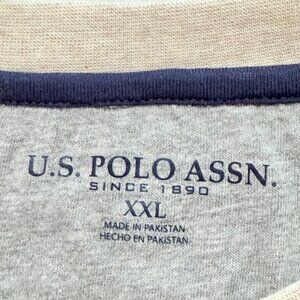 U.S. POLO ASSN.
SINCE 1890
XXL
MADE IN PAKISTAN
HECHO EN PAKISTAN